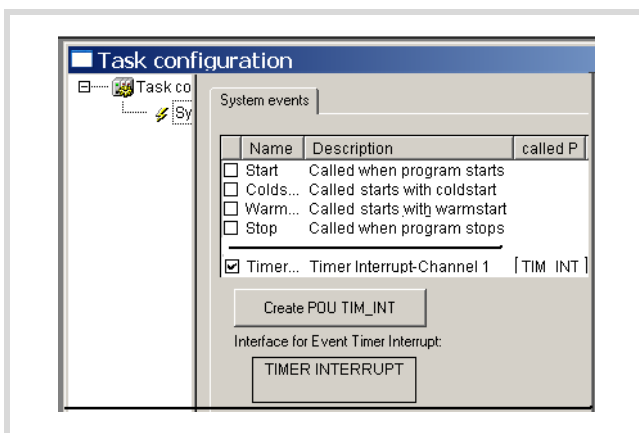 Task configuration
Task co
Sy
System events
Name Description called P
Start Called when program starts
Colds... Called starts with coldstart
Warm... Called starts with warmstart
Stop Called when program stops
Timer... Timer Interrupt-Channel 1 [TIM_INT]
Create POU TIM_INT
Interface for Event Timer Interrupt:
TIMER INTERRUPT